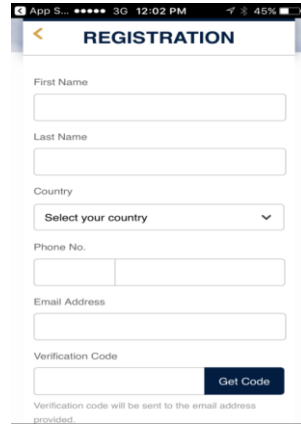 App S... 3G 12:02 PM 45%
REGISTRATION
First Name
Last Name
Country
Select your country
Phone No.
Email Address
Verification Code
Get Code
Verification code will be sent to the email address
provided.